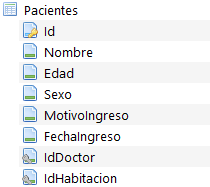 Pacientes
Id
Nombre
Edad
Sexo
MotivoIngreso
FechaIngreso
IdDoctor
IdHabitacion